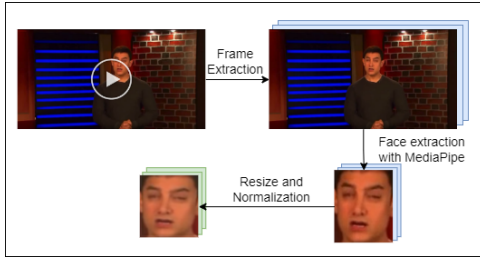 Frame
Extraction
Face extraction
with MediaPipe
Resize and
Normalization